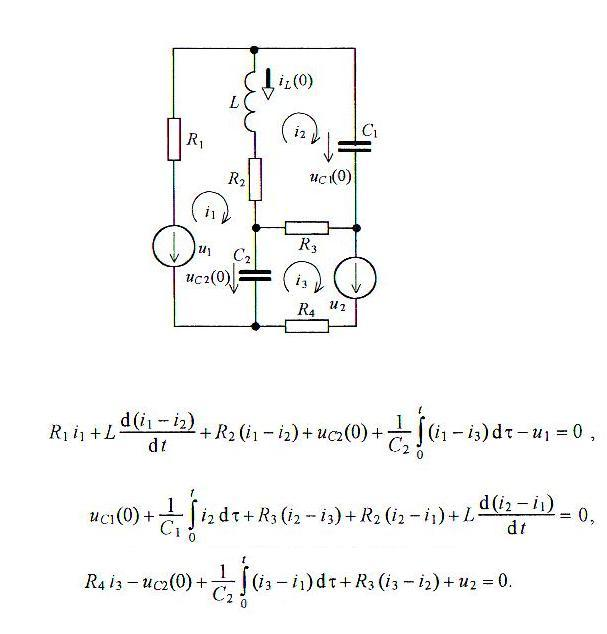 i_L(0)
L
i_2
C_1
R_1
R_2
u_C1(0)
i_1
R_3
u_1
C_2
u_C2(0)
i_3
R_4
u_2
R_1 i_1 + L d(i_1 − i_2)/dt + R_2 (i_1 − i_2) + u_C2(0) + 1/C_2 ∫_0^t (i_1 − i_3) dτ − u_1 = 0 ,
u_C1(0) + 1/C_1 ∫_0^t i_2 dτ + R_3 (i_2 − i_3) + R_2 (i_2 − i_1) + L d(i_2 − i_1)/dt = 0,
R_4 i_3 − u_C2(0) + 1/C_2 ∫_0^t (i_3 − i_1) dτ + R_3 (i_3 − i_2) + u_2 = 0.